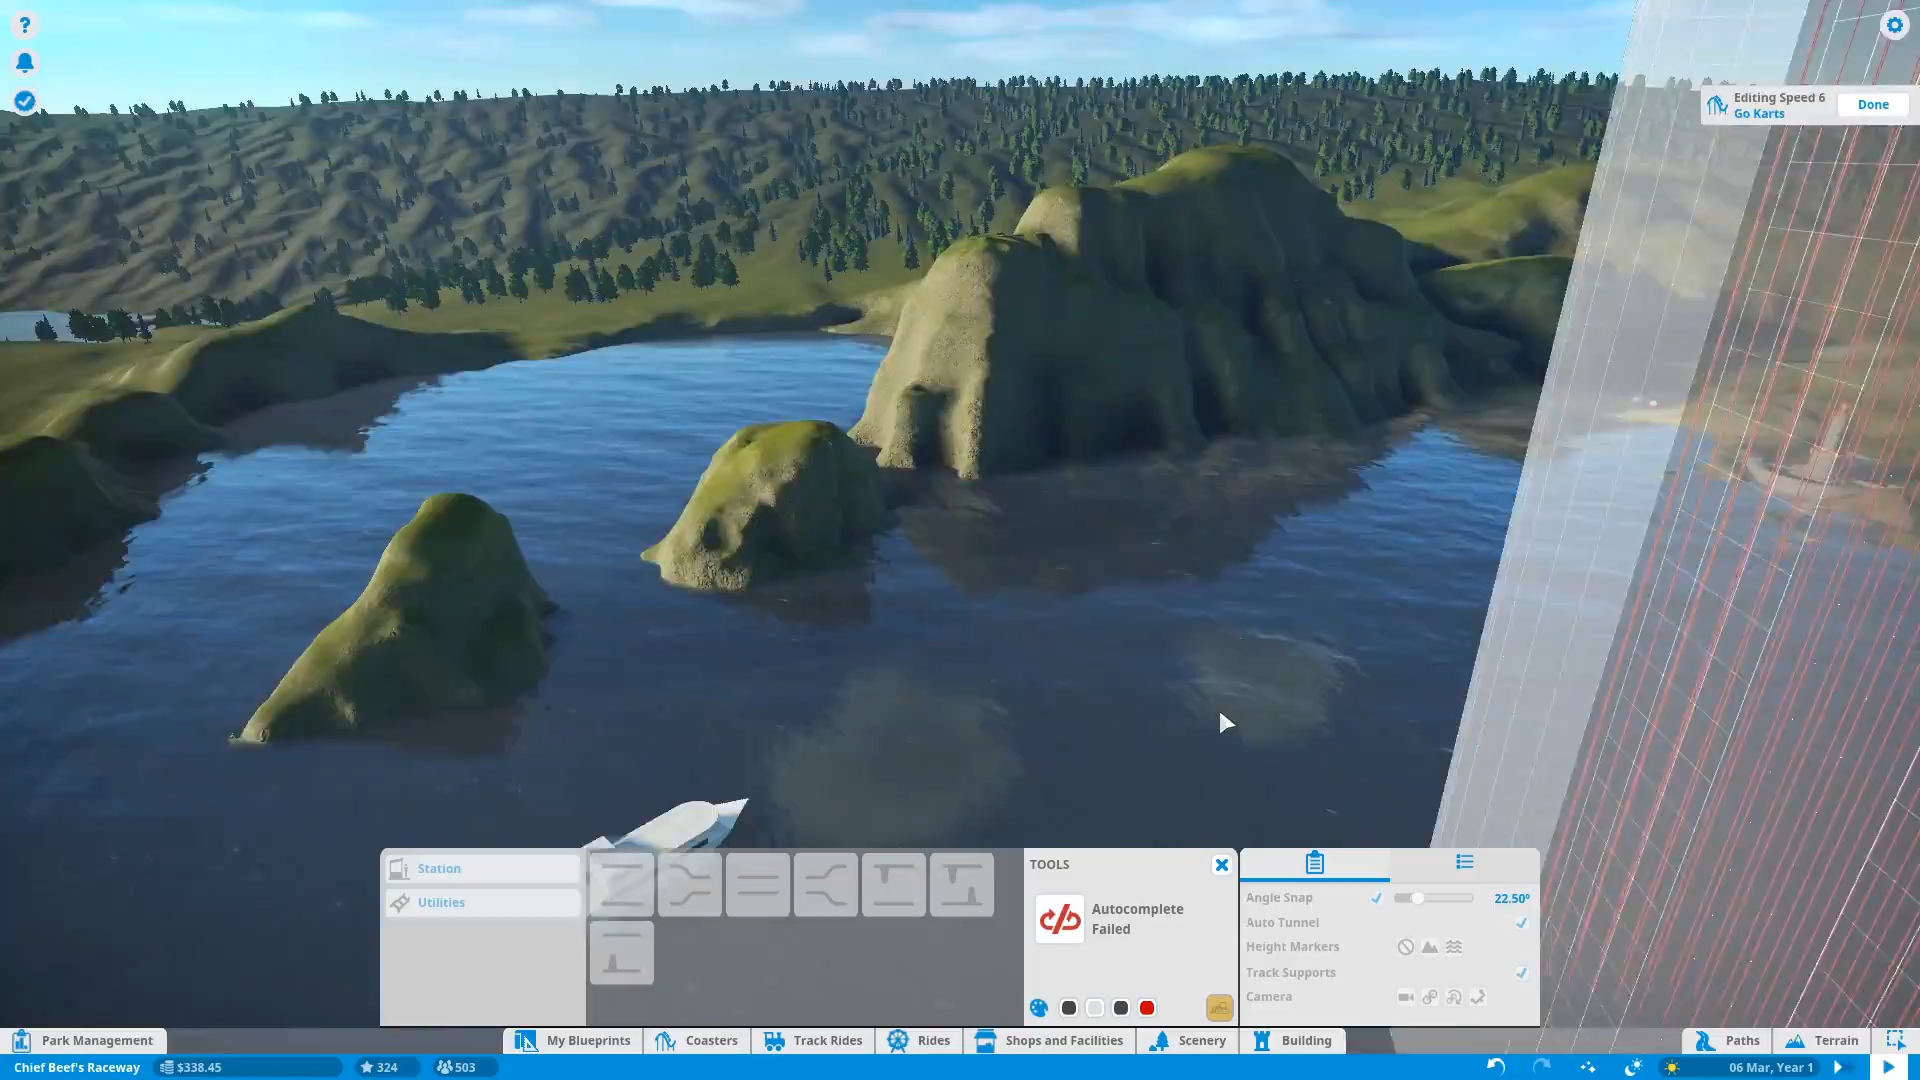 ?
Editing Speed 6
Go Karts
Done
Station
Utilities
TOOLS
Autocomplete
Failed
Angle Snap
22.50°
Auto Tunnel
Height Markers
Track Supports
Camera
Park Management
My Blueprints
Coasters
Track Rides
Rides
Shops and Facilities
Scenery
Building
Paths
Terrain
Chief Beef's Raceway
$338.45
324
503
06 Mar, Year 1